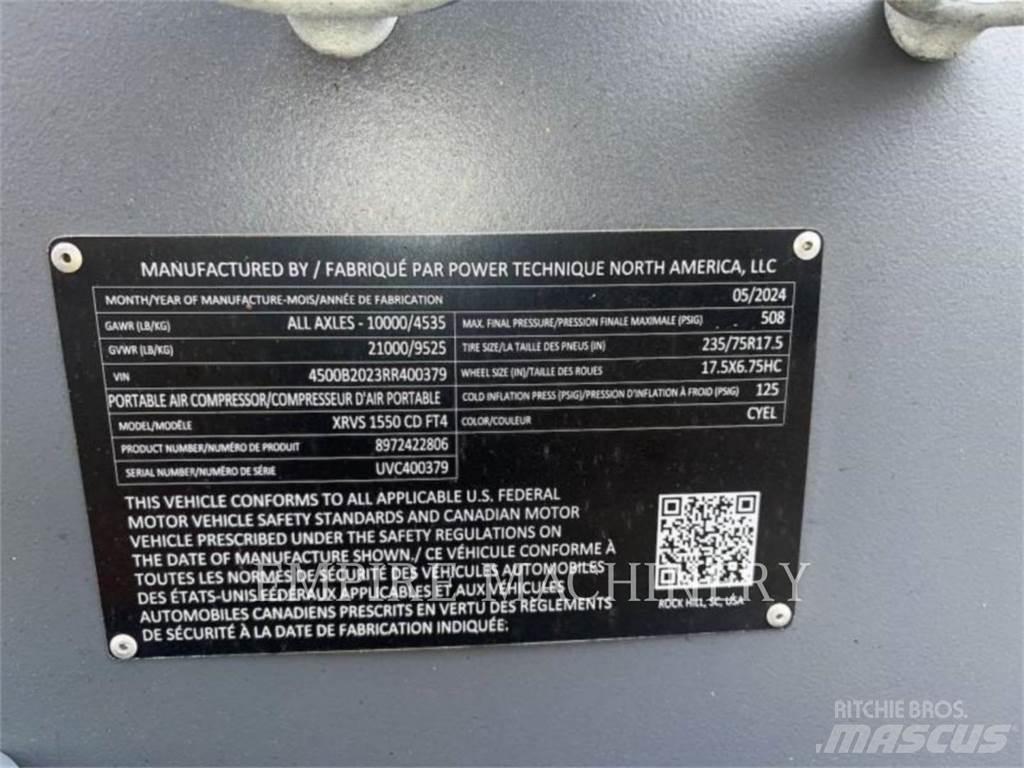 MANUFACTURED BY / FABRIQUÉ PAR POWER TECHNIQUE NORTH AMERICA, LLC
MONTH/YEAR OF MANUFACTURE-MOIS/ANNÉE DE FABRICATION 05/2024
GAWR (LB/KG) ALL AXLES - 10000/4535 MAX. FINAL PRESSURE/PRESSION FINALE MAXIMALE (PSIG) 508
GVWR (LB/KG) 21000/9525 TIRE SIZE/LA TAILLE DES PNEUS (IN) 235/75R17.5
VIN 4500B2023RR400379 WHEEL SIZE (IN)/TAILLE DES ROUES 17.5X6.75HC
PORTABLE AIR COMPRESSOR/COMPRESSEUR D'AIR PORTABLE COLD INFLATION PRESS (PSIG)/PRESSION D'INFLATION À FROID (PSIG) 125
MODEL/MODÈLE XRVS 1550 CD FT4 COLOR/COULEUR CYEL
PRODUCT NUMBER/NUMÉRO DE PRODUIT 8972422806
SERIAL NUMBER/NUMÉRO DE SÉRIE UVC400379
THIS VEHICLE CONFORMS TO ALL APPLICABLE U.S. FEDERAL
MOTOR VEHICLE SAFETY STANDARDS AND CANADIAN MOTOR
VEHICLE PRESCRIBED UNDER THE SAFETY REGULATIONS ON
THE DATE OF MANUFACTURE SHOWN./ CE VÉHICULE CONFORME À
TOUTES LES NORMES DE SÉCURITÉ DES VÉHICULES AUTOMOBILES
DES ÉTATS-UNIS FÉDÉRAUX APPLICABLES ET AUX VÉHICULES
AUTOMOBILES CANADIENS PRESCRITS EN VERTU DES RÈGLEMENTS
DE SÉCURITÉ À LA DATE DE FABRICATION INDIQUÉE.
ROCK HILL, SC, USA
EMPIRE MACHINERY
RITCHIE BROS.
MASCUS